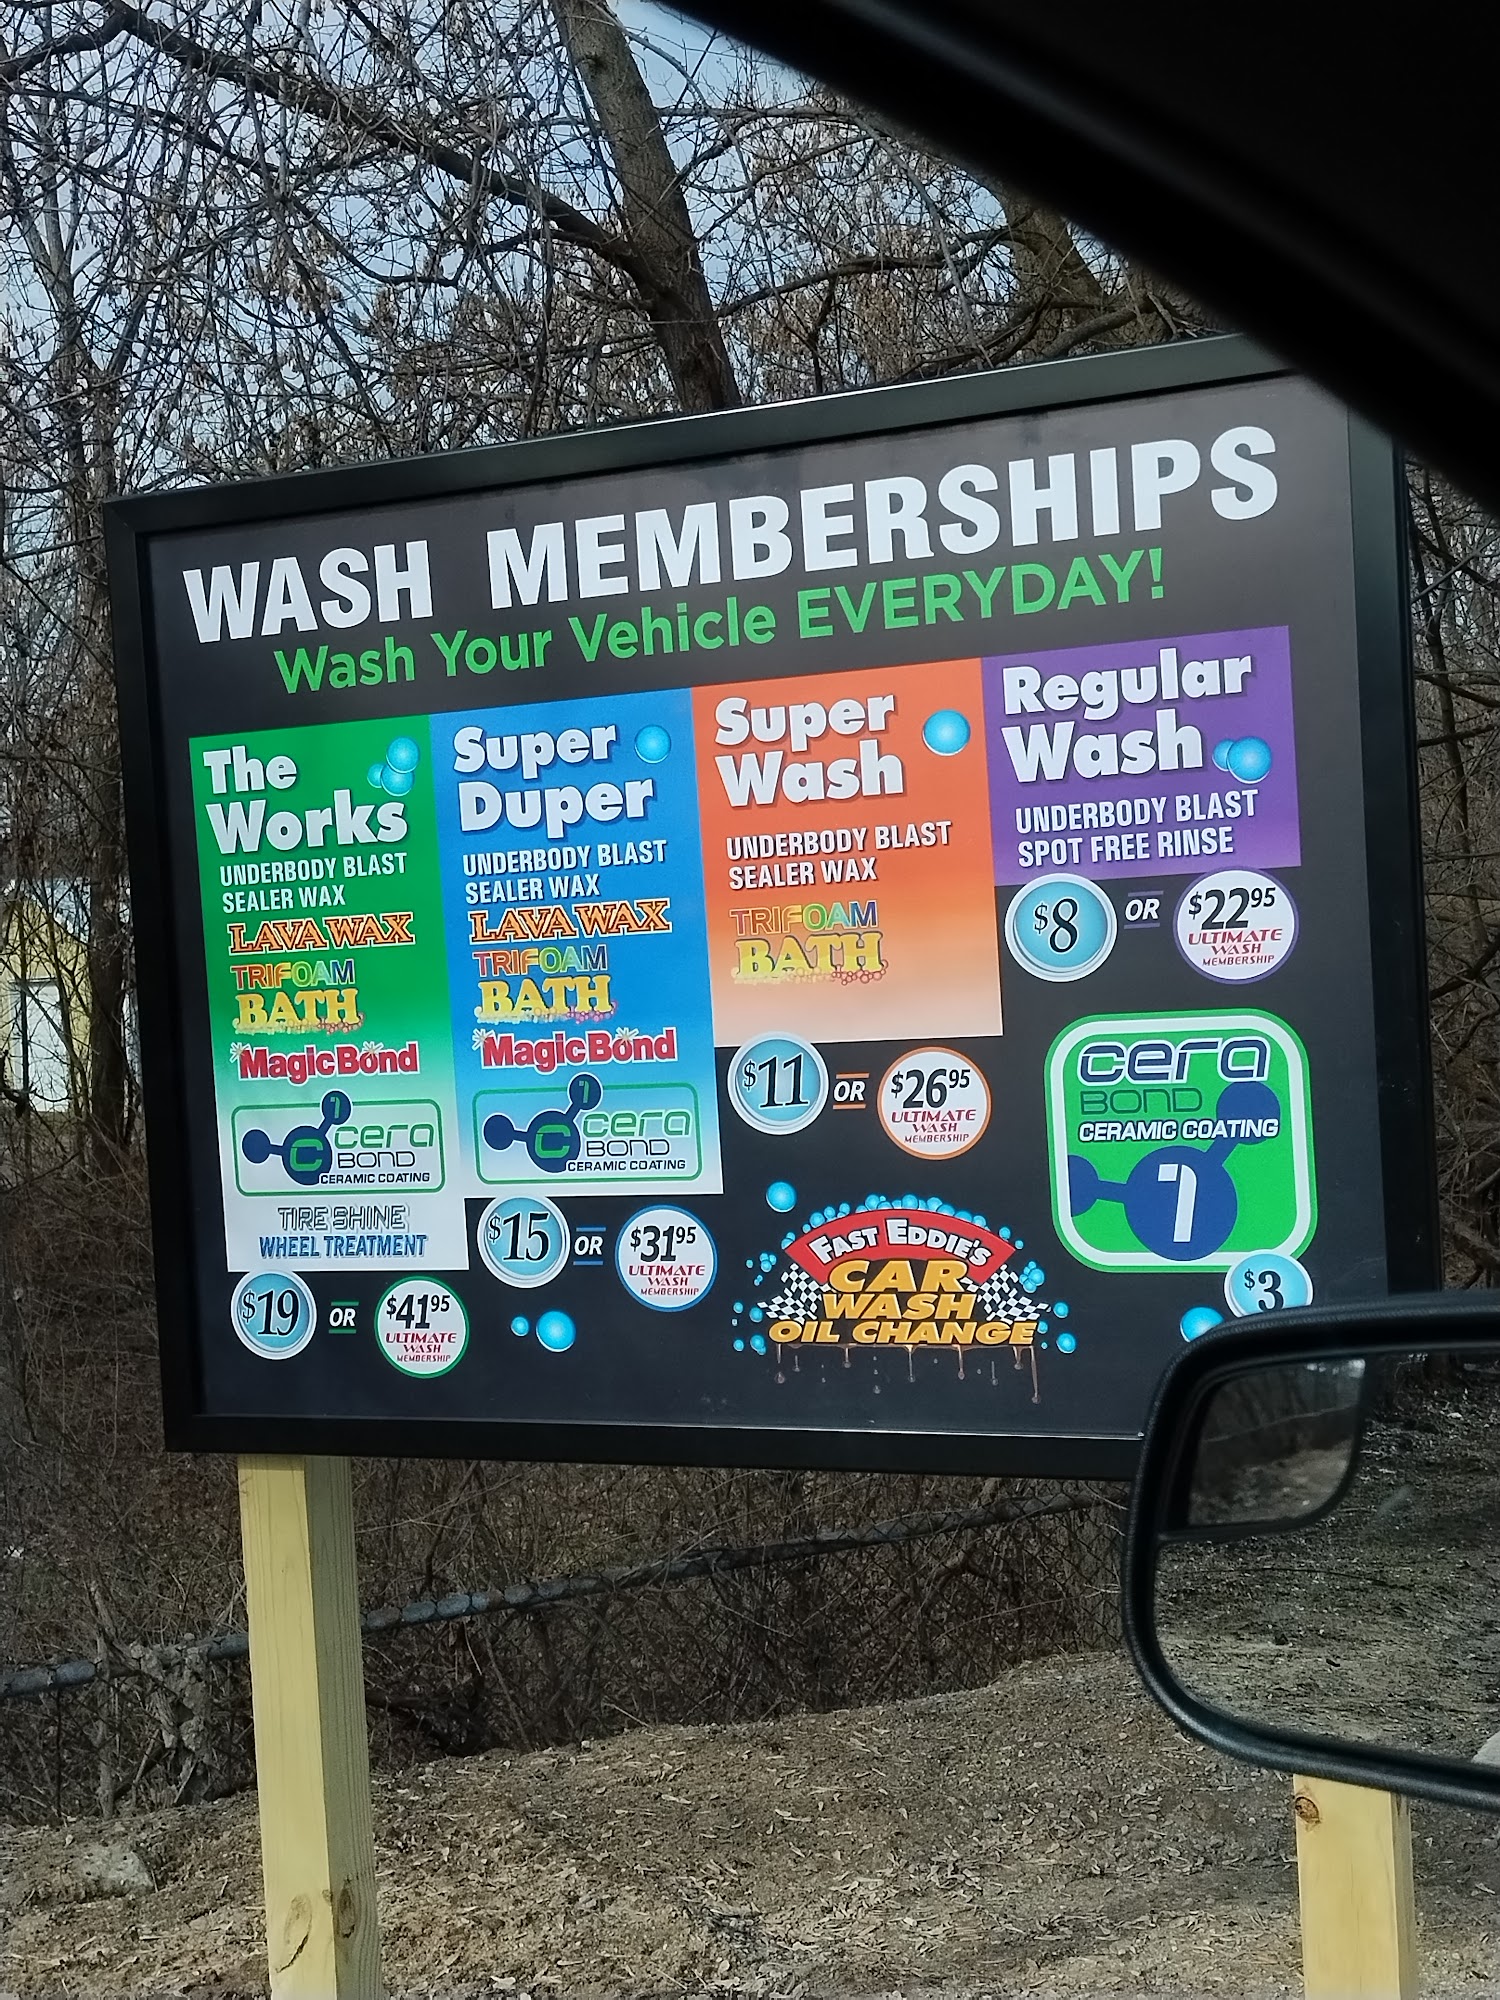 WASH MEMBERSHIPS
Wash Your Vehicle EVERYDAY!
The
Works
UNDERBODY BLAST
SEALER WAX
LAVA WAX
TRIFOAM
BATH
MagicBond
7
C cera
BOND
CERAMIC COATING
TIRE SHINE
WHEEL TREATMENT
$19 OR $41.95
ULTIMATE
WASH
MEMBERSHIP
Super
Duper
UNDERBODY BLAST
SEALER WAX
LAVA WAX
TRIFOAM
BATH
MagicBond
7
C cera
BOND
CERAMIC COATING
$15 OR $31.95
ULTIMATE
WASH
MEMBERSHIP
Super
Wash
UNDERBODY BLAST
SEALER WAX
TRIFOAM
BATH
$11 OR $26.95
ULTIMATE
WASH
MEMBERSHIP
Regular
Wash
UNDERBODY BLAST
SPOT FREE RINSE
$8 OR $22.95
ULTIMATE
WASH
MEMBERSHIP
cera
BOND
CERAMIC COATING
7
$3
FAST EDDIE'S
CAR
WASH
OIL CHANGE